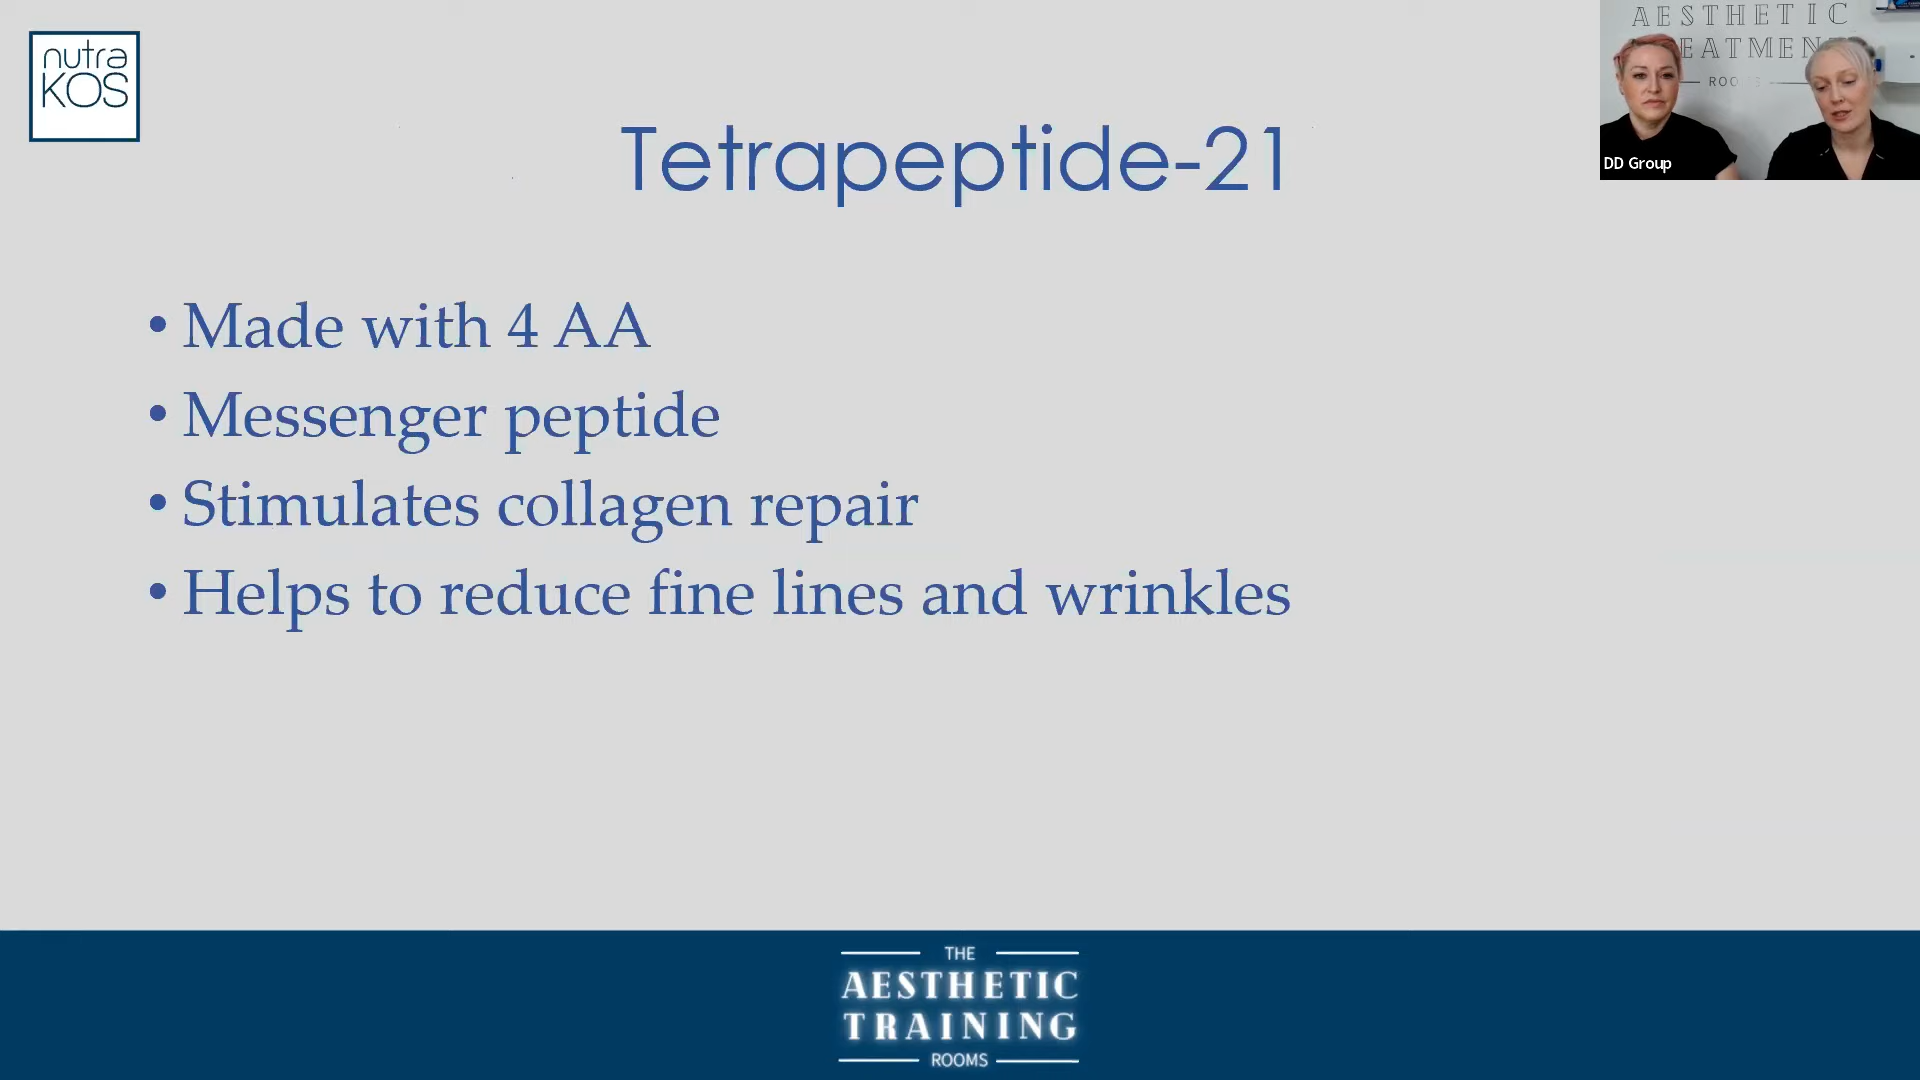 nutra
KOS
AESTHETIC
ROOMS
DD Group
Tetrapeptide-21
• Made with 4 AA
• Messenger peptide
• Stimulates collagen repair
• Helps to reduce fine lines and wrinkles
THE
AESTHETIC
TRAINING
ROOMS